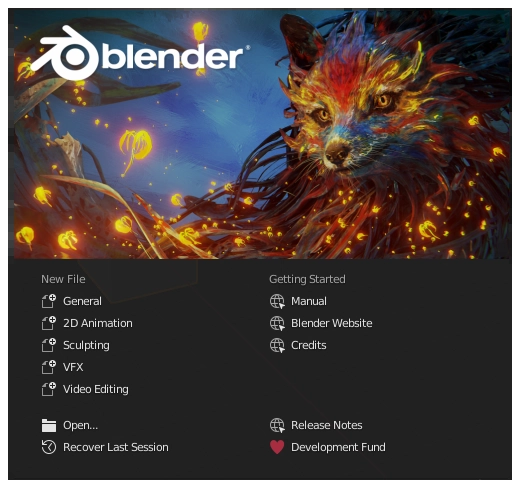 blender
New File
General
2D Animation
Sculpting
VFX
Video Editing
Open...
Recover Last Session
Getting Started
Manual
Blender Website
Credits
Release Notes
Development Fund